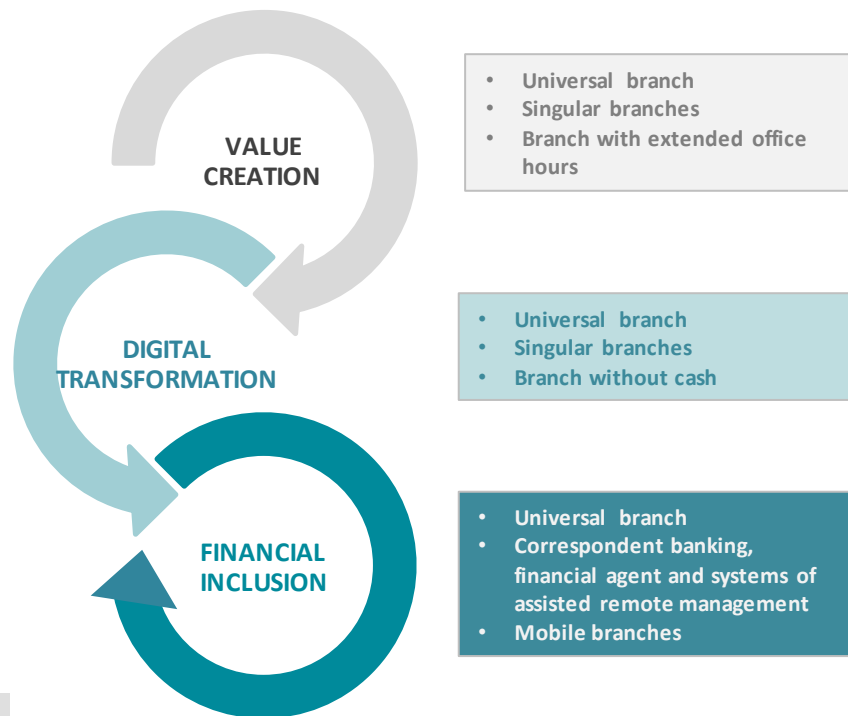 VALUE
CREATION
• Universal branch
• Singular branches
• Branch with extended office
hours
DIGITAL
TRANSFORMATION
• Universal branch
• Singular branches
• Branch without cash
FINANCIAL
INCLUSION
• Universal branch
• Correspondent banking,
financial agent and systems of
assisted remote management
• Mobile branches